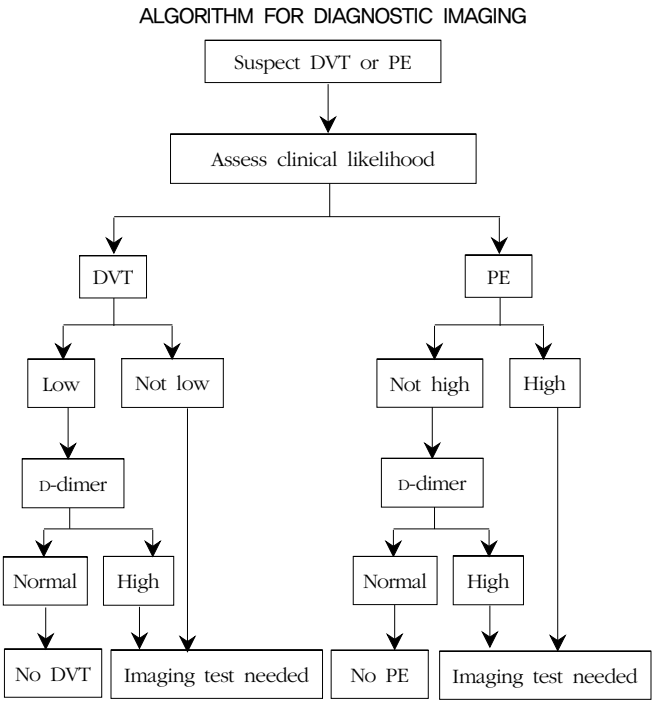 ALGORITHM FOR DIAGNOSTIC IMAGING
Suspect DVT or PE
Assess clinical likelihood
DVT
PE
Low
Not low
Not high
High
D-dimer
D-dimer
Normal
High
Normal
High
No DVT
Imaging test needed
No PE
Imaging test needed